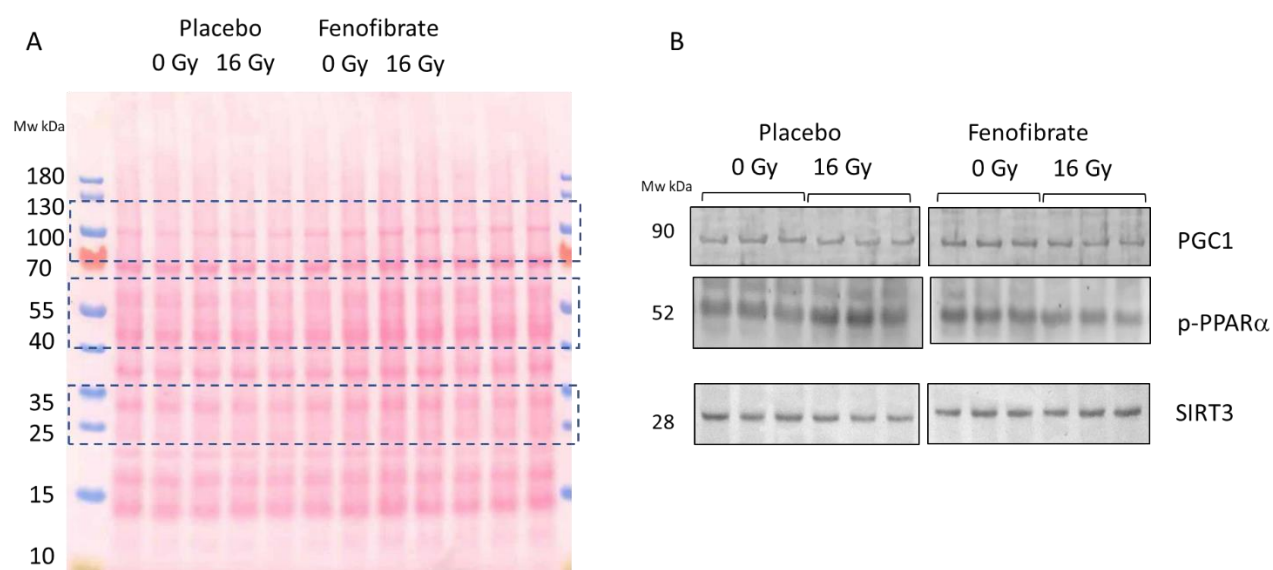 A
Placebo Fenofibrate
0 Gy 16 Gy 0 Gy 16 Gy
Mw kDa
180
130
100
70
55
40
35
25
15
10
B
Placebo Fenofibrate
0 Gy 16 Gy 0 Gy 16 Gy
Mw kDa
90 PGC1
52 p-PPARα
28 SIRT3